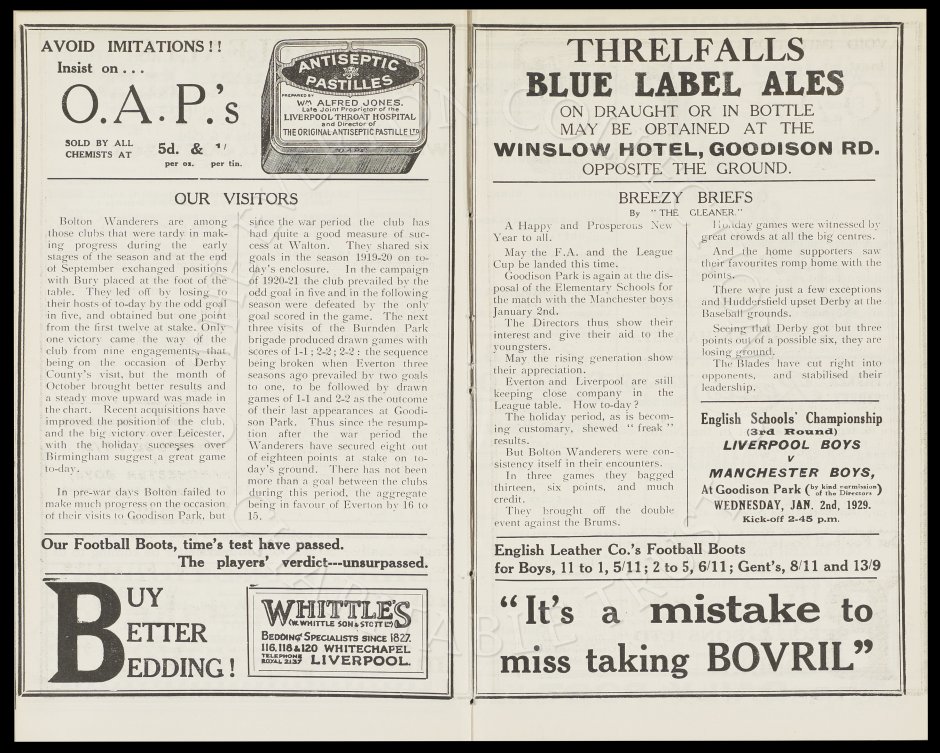 AVOID IMITATIONS!!
Insist on . . .
O.A.P.'s
SOLD BY ALL
CHEMISTS AT
5d. & 1/
per oz. per tin.
ANTISEPTIC
PASTILLES
PREPARED BY
WM ALFRED JONES.
Late Joint Proprietor of the
LIVERPOOL THROAT HOSPITAL
and Director of
THE ORIGINAL ANTISEPTIC PASTILLE LTD
OUR VISITORS
Bolton Wanderers are among
those clubs that were tardy in mak-
ing progress during the early
stages of the season and at the end
of September exchanged positions
with Bury placed at the foot of the
table. They led off by losing to
their hosts of to-day by the odd goal
in five, and obtained but one point
from the first twelve at stake. Only
one victory came the way of the
club from nine engagements, that
being on the occasion of Derby
County's visit, but the month of
October brought better results and
a steady move upward was made in
the chart. Recent acquisitions have
improved the position of the club,
and the big victory over Leicester,
with the holiday successes over
Birmingham suggest a great game
to-day.
In pre-war days Bolton failed to
make much progress on the occasion
of their visits to Goodison Park, but
since the war period the club has
had quite a good measure of suc-
cess at Walton. They shared six
goals in the season 1919-20 on to-
day's enclosure. In the campaign
of 1920-21 the club prevailed by the
odd goal in five and in the following
season were defeated by the only
goal scored in the game. The next
three visits of the Burnden Park
brigade produced drawn games with
scores of 1-1; 2-2; 2-2: the sequence
being broken when Everton three
seasons ago prevailed by two goals
to one, to be followed by drawn
games of 1-1 and 2-2 as the outcome
of their last appearances at Goodi-
son Park. Thus since the resump-
tion after the war period the
Wanderers have secured eight out
of eighteen points at stake on to-
day's ground. There has not been
more than a goal between the clubs
during this period, the aggregate
being in favour of Everton by 16 to
15.
Our Football Boots, time's test have passed.
The players' verdict---unsurpassed.
BUY
BETTER
BEDDING!
WHITTLE'S
(W. WHITTLE SON & STOTT LTD)
BEDDING SPECIALISTS SINCE 1827.
116, 118 & 120 WHITECHAPEL
TELEPHONE
ROYAL 2137 LIVERPOOL.
THRELFALLS
BLUE LABEL ALES
ON DRAUGHT OR IN BOTTLE
MAY BE OBTAINED AT THE
WINSLOW HOTEL, GOODISON RD.
OPPOSITE THE GROUND.
BREEZY BRIEFS
By "THE GLEANER."
A Happy and Prosperous New
Year to all.
May the F.A. and the League
Cup be landed this time.
Goodison Park is again at the dis-
posal of the Elementary Schools for
the match with the Manchester boys
January 2nd.
The Directors thus show their
interest and give their aid to the
youngsters.
May the rising generation show
their appreciation.
Everton and Liverpool are still
keeping close company in the
League table. How to-day?
The holiday period, as is becom-
ing customary, shewed "freak"
results.
But Bolton Wanderers were con-
sistency itself in their encounters.
In three games they bagged
thirteen, six points, and much
credit.
They brought off the double
event against the Brums.
Holiday games were witnessed by
great crowds at all the big centres.
And the home supporters saw
their favourites romp home with the
points.
There were just a few exceptions
and Huddersfield upset Derby at the
Baseball grounds.
Seeing that Derby got but three
points out of a possible six, they are
losing ground.
The Blades have cut right into
opponents, and stabilised their
leadership.
English Schools' Championship
(3rd Round)
LIVERPOOL BOYS
v
MANCHESTER BOYS,
At Goodison Park (by kind permission
of the Directors)
WEDNESDAY, JAN. 2nd, 1929.
Kick-off 2-45 p.m.
English Leather Co.'s Football Boots
for Boys, 11 to 1, 5/11; 2 to 5, 6/11; Gent's, 8/11 and 13/9
"It's a mistake to
miss taking BOVRIL"